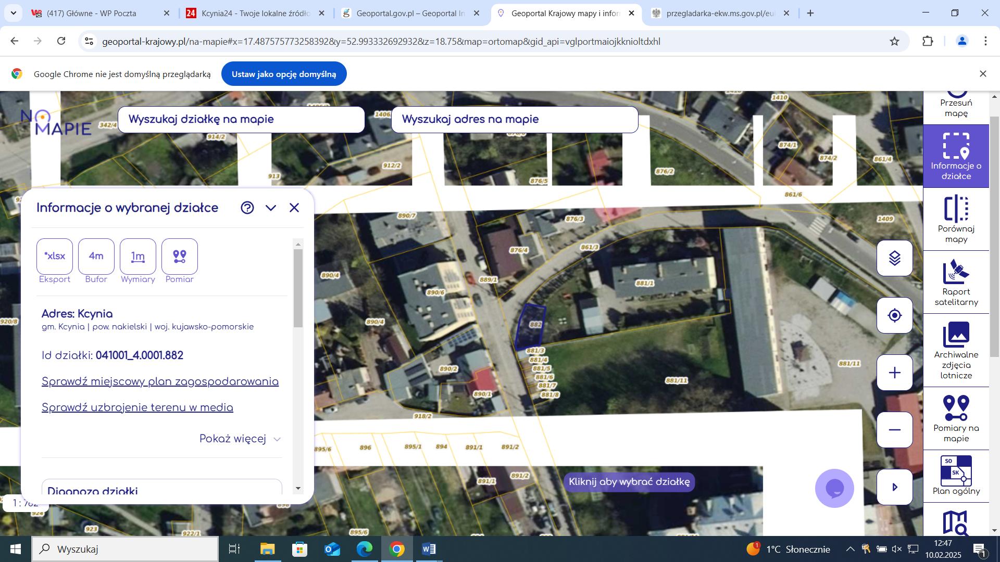 (417) Główne - WP Poczta
Kcynia24 - Twoje lokalne źródło
Geoportal.gov.pl – Geoportal In
Geoportal Krajowy mapy i infor
przegladarka-ekw.ms.gov.pl/eu
geoportal-krajowy.pl/na-mapie#x=17.487575773258392&y=52.993332692932&z=18.75&map=ortomap&gid_api=vglportmaiojkknioltdxhl
Google Chrome nie jest domyślną przeglądarką
Ustaw jako opcję domyślną
NA MAPIE
Wyszukaj działkę na mapie
Wyszukaj adres na mapie
1410
342/4
914/2
874/1
874/2
861/4
912/2
913
876/2
876/5
861/6
Informacje o wybranej działce
890/7
876/3
1409
*xlsx
4m
1m
Eksport
Bufor
Wymiary
Pomiar
876/4
861/3
890/4
889/1
881/1
890/6
Adres: Kcynia
gm. Kcynia | pow. nakielski | woj. kujawsko-pomorskie
920/8
890/4
882
Id działki: 041001_4.0001.882
881/3
881/4
881/5
881/6
881/7
881/8
890/2
881/11
881/11
890/1
Sprawdź miejscowy plan zagospodarowania
Sprawdź uzbrojenie terenu w media
918/2
Pokaż więcej
895/6
896
895/1
894
891/1
891/2
Diagnoza działki
891/1
891/2
Kliknij aby wybrać działkę
1 : 762
924
898
923
922/1
895/6
Przesuń
mapę
Informacje o
działce
Porównaj
mapy
Raport
satelitarny
Archiwalne
zdjęcia
lotnicze
Pomiary na
mapie
SO
SK
Plan ogólny
Wyszukaj
1
1°C Słonecznie
12:47
10.02.2025
1